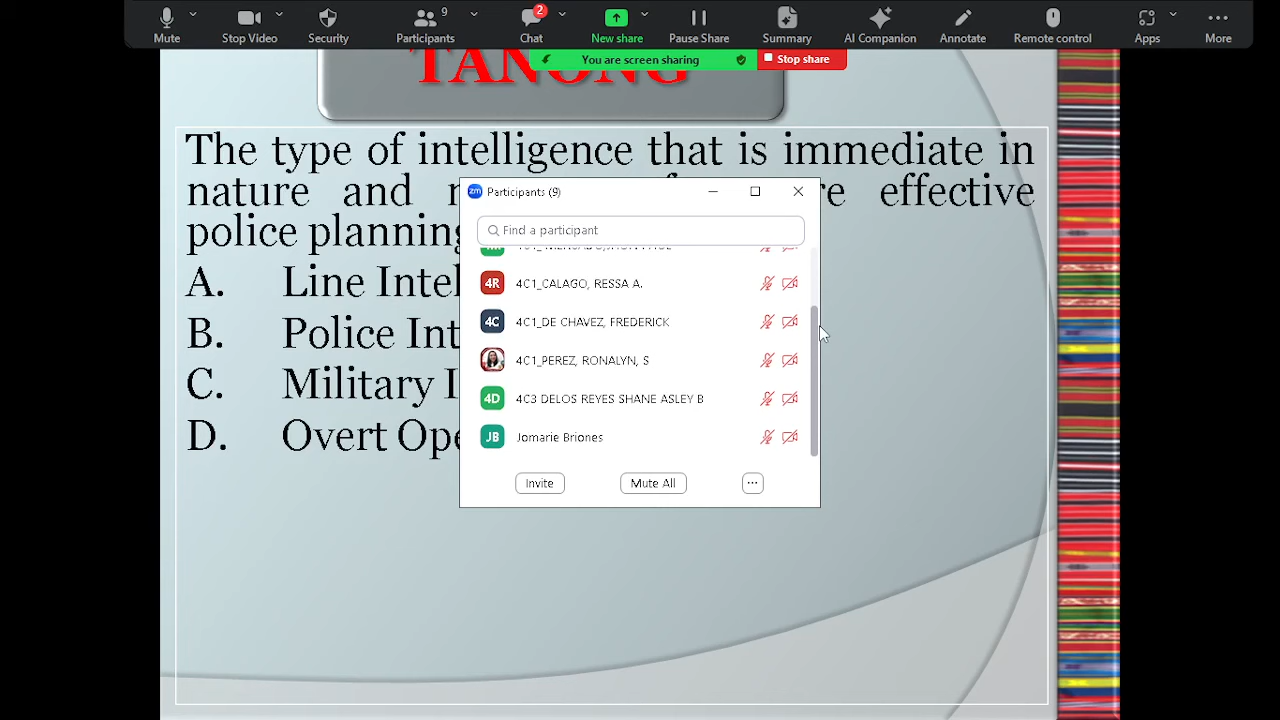 Mute
Stop Video
Security
9
Participants
2
Chat
New share
Pause Share
Summary
AI Companion
Annotate
Remote control
Apps
More
You are screen sharing
Stop share
TANONG
The type of intelligence that is immediate in
nature and effective
police planning
A. Line Intel
B. Police Int
C. Military I
D. Overt Ope
zm Participants (9)
Find a participant
4R 4C1_CALAGO, RESSA A.
4C 4C1_DE CHAVEZ, FREDERICK
4C1_PEREZ, RONALYN, S
4D 4C3 DELOS REYES SHANE ASLEY B
JB Jomarie Briones
Invite
Mute All